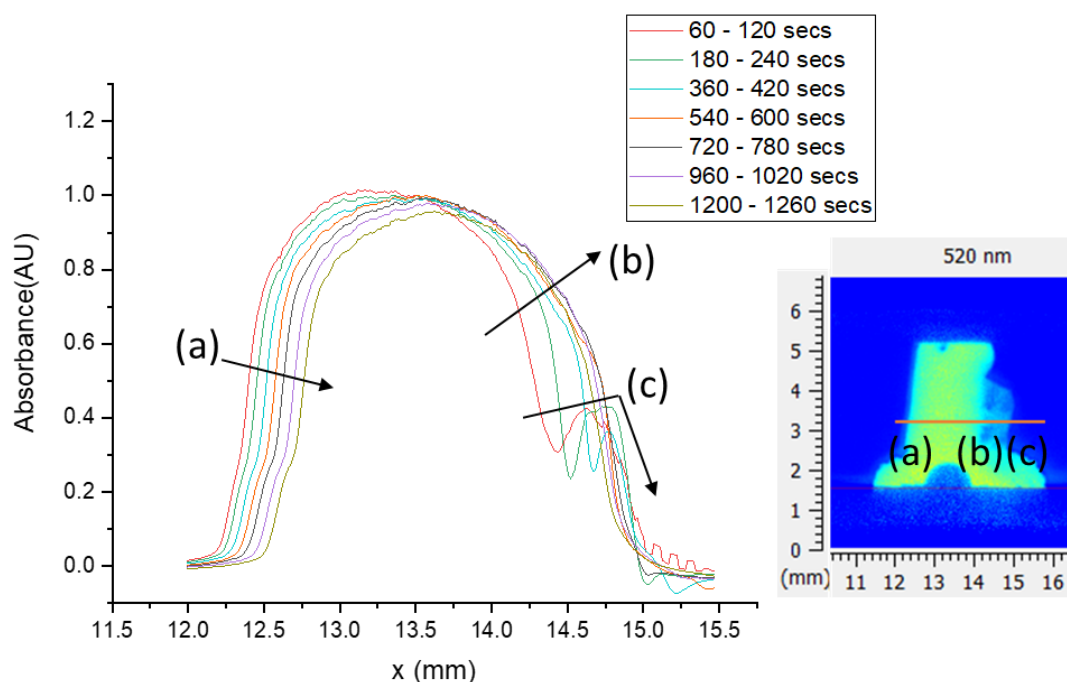 60 - 120 secs
180 - 240 secs
360 - 420 secs
540 - 600 secs
720 - 780 secs
960 - 1020 secs
1200 - 1260 secs
1.2
1.0
0.8
0.6
0.4
0.2
0.0
Absorbance(AU)
(a)
(b)
(c)
11.5 12.0 12.5 13.0 13.5 14.0 14.5 15.0 15.5
x (mm)
520 nm
6
5
4
3
2
1
0
(a) (b) (c)
(mm) 11 12 13 14 15 16